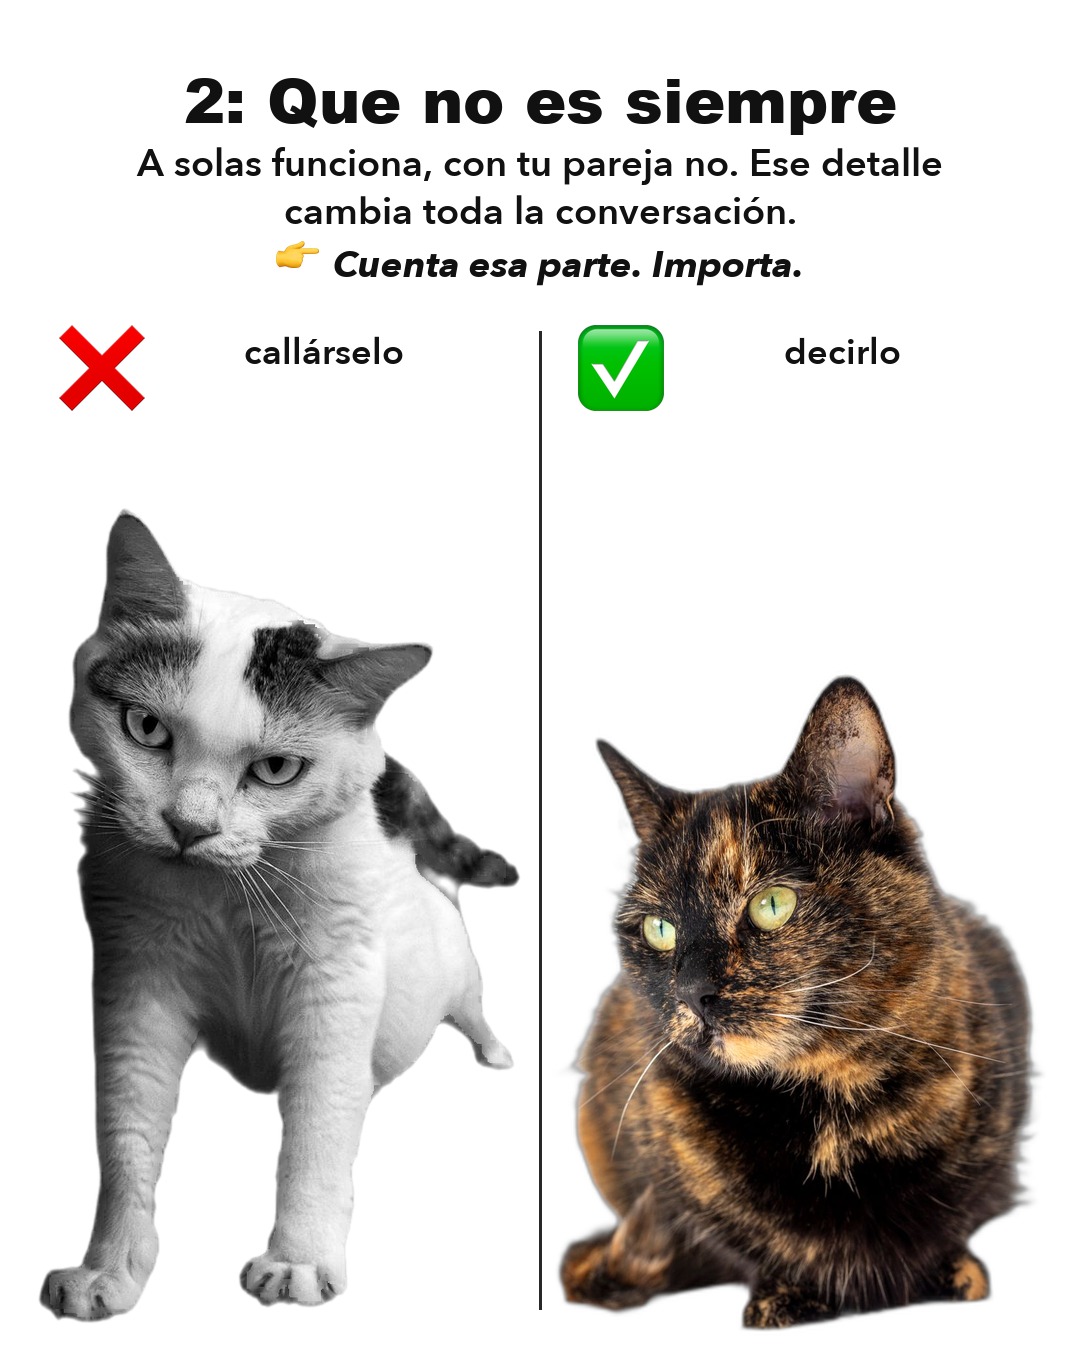 2: Que no es siempre
A solas funciona, con tu pareja no. Ese detalle
cambia toda la conversación.
👉 Cuenta esa parte. Importa.
❌ callárselo
✅ decirlo